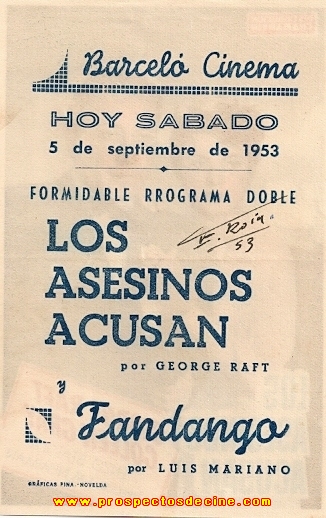 Barceló Cinema
HOY SABADO
5 de septiembre de 1953
FORMIDABLE RROGRAMA DOBLE
LOS
ASESINOS
ACUSAN
53
por GEORGE RAFT
y
Fandango
por LUIS MARIANO
GRÁFICAS PINA - NOVELDA
www.prospectosdecine.com